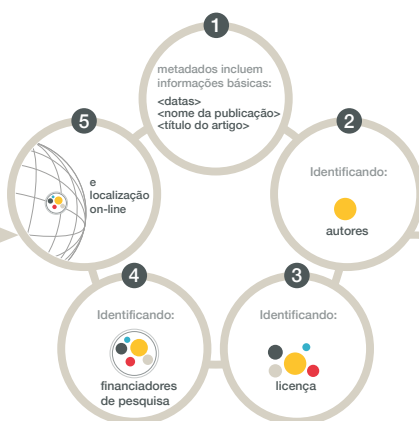 1
metadados incluem
informações básicas:
<datas>
<nome da publicação>
<título do artigo>
2
Identificando:
autores
3
Identificando:
licença
4
Identificando:
financiadores
de pesquisa
5
e
localização
on-line